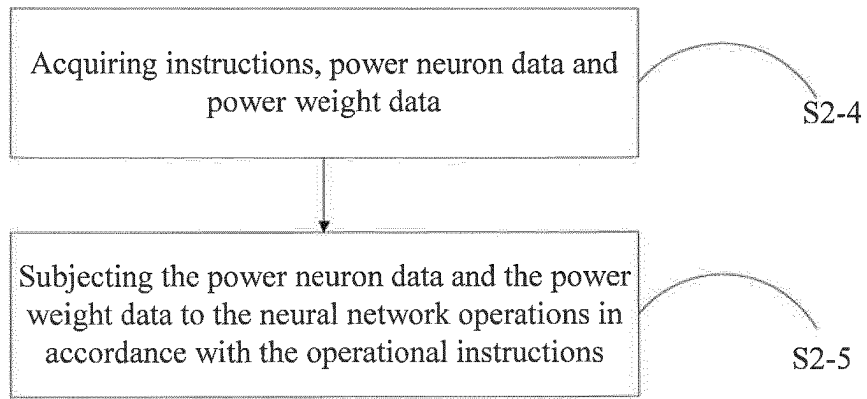 Acquiring instructions, power neuron data and
power weight data
S2-4
Subjecting the power neuron data and the power
weight data to the neural network operations in
accordance with the operational instructions
S2-5